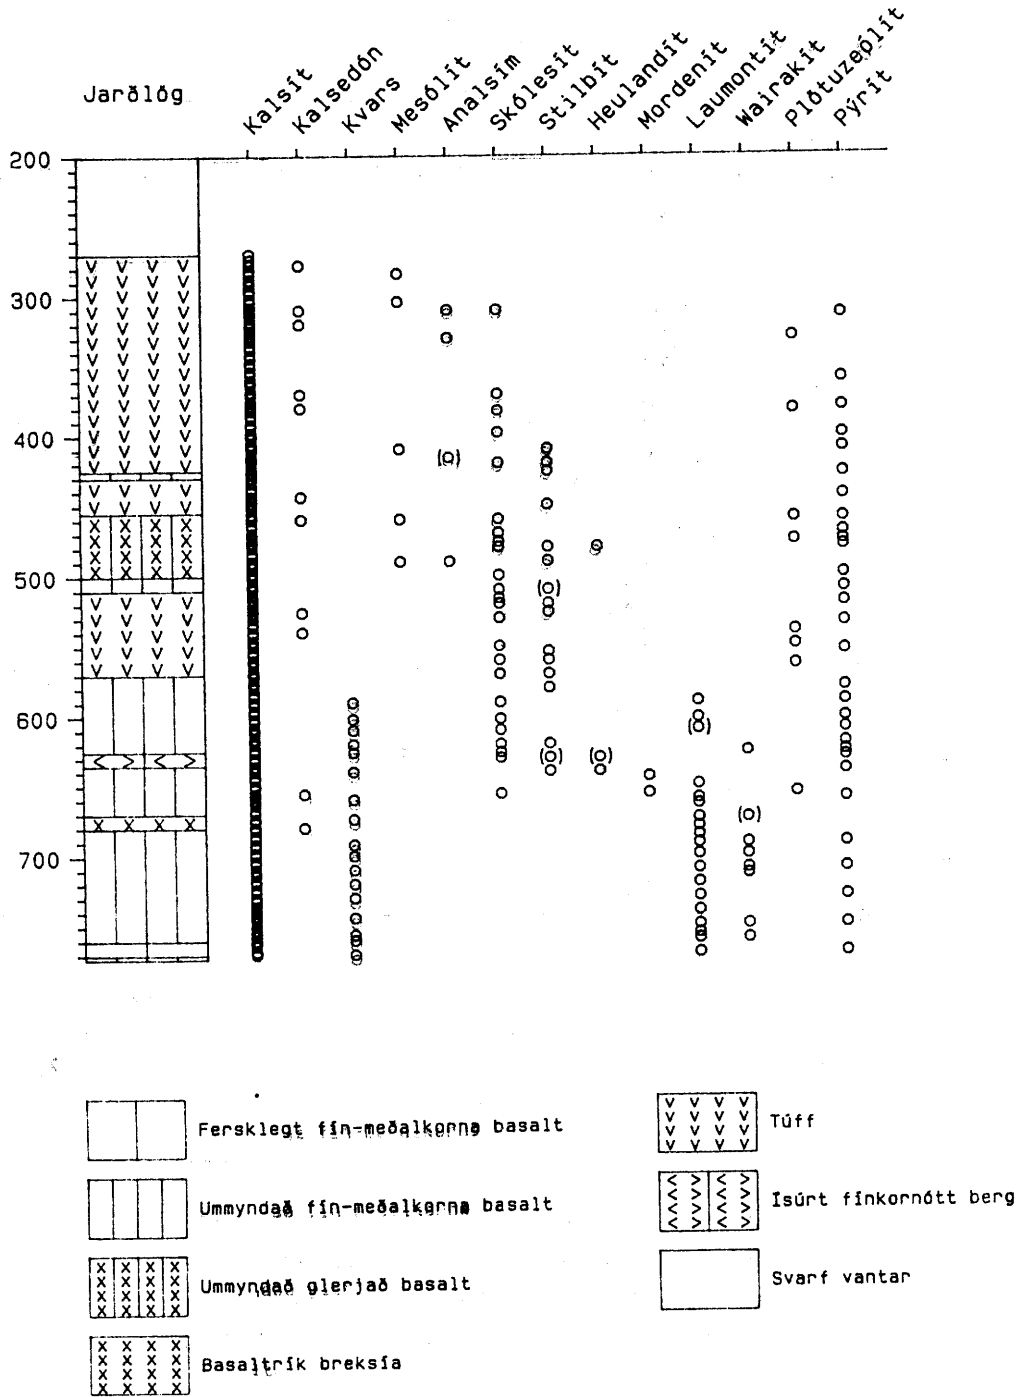 Jarðlög
Kalsít
Kalsedón
Kvars
Mesólít
Analsím
Skólesít
Stilbít
Heulandít
Mordenít
Laumontít
Wairakít
Plötuzeólít
Pýrít
200
300
400
500
600
700
Fersklegt fín-meðalkorna basalt
Ummyndað fín-meðalkorna basalt
Ummyndað glerjað basalt
Basaltrík breksía
Túff
Ísúrt fínkornótt berg
Svarf vantar